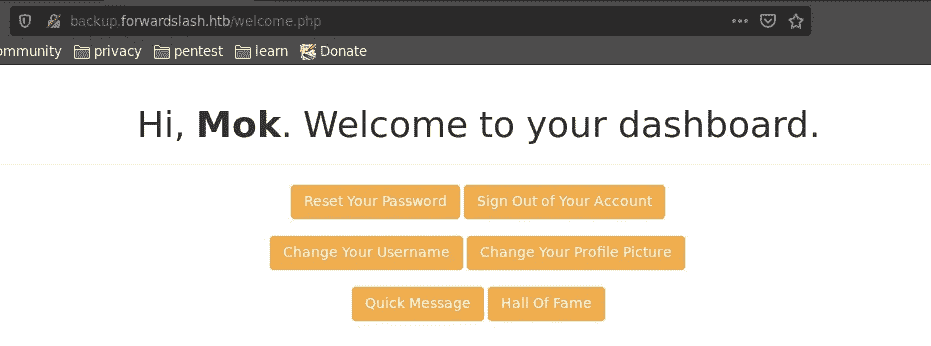 backup.forwardslash.htb/welcome.php
ommunity privacy pentest learn Donate
Hi, Mok. Welcome to your dashboard.
Reset Your Password Sign Out of Your Account
Change Your Username Change Your Profile Picture
Quick Message Hall Of Fame